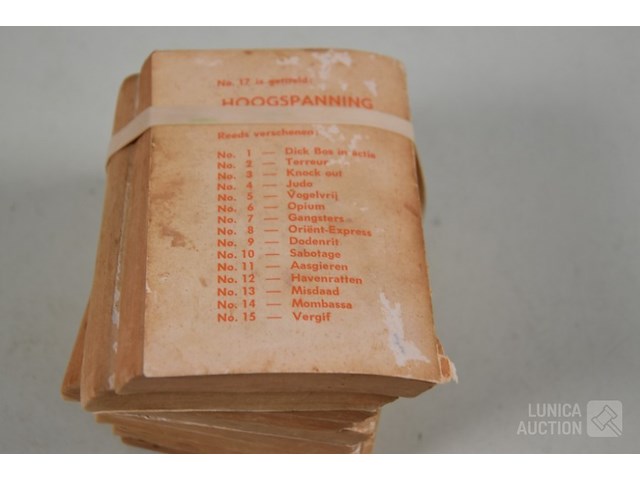 No. 17 is getiteld:
HOOGSPANNING
Reeds verschenen:
No. 1 — Dick Bos in actie
No. 2 — Terreur
No. 3 — Knock out
No. 4 — Judo
No. 5 — Vogelvrij
No. 6 — Opium
No. 7 — Gangsters
No. 8 — Oriënt-Express
No. 9 — Dodenrit
No. 10 — Sabotage
No. 11 — Aasgieren
No. 12 — Havenratten
No. 13 — Misdaad
No. 14 — Mombassa
No. 15 — Vergif
LUNICA
AUCTION